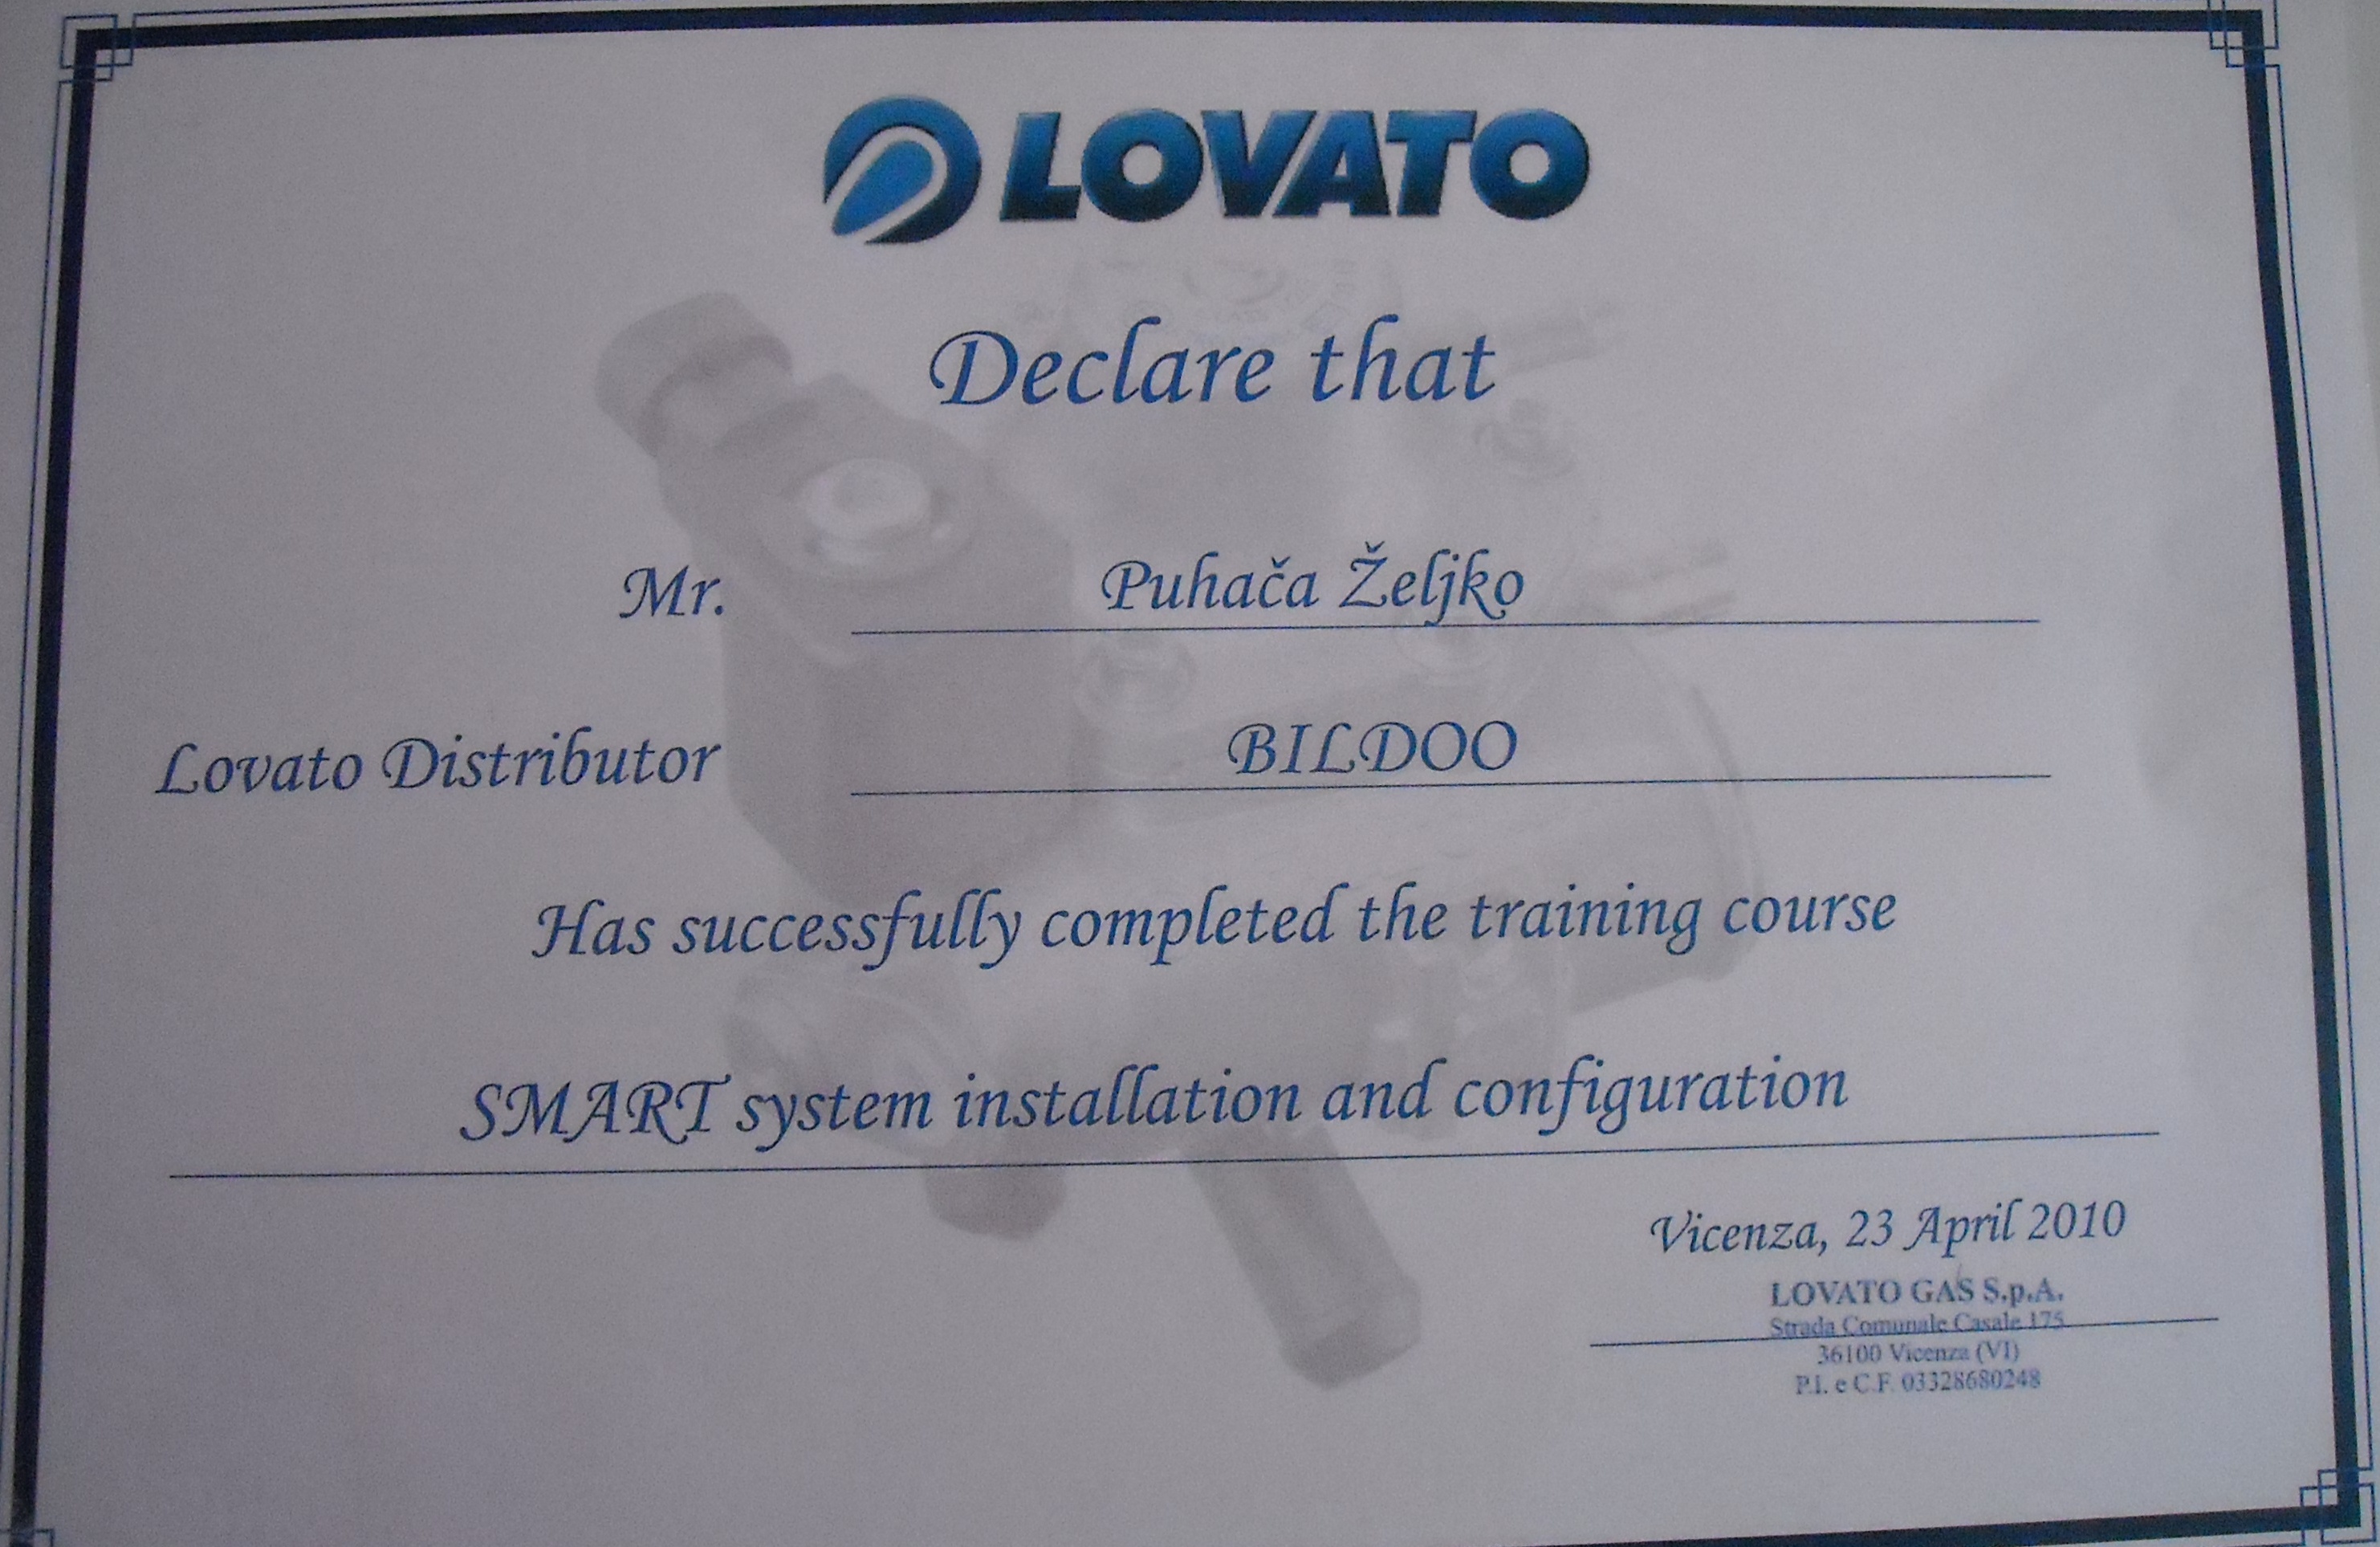 LOVATO
Declare that
Mr. Puhača Željko
Lovato Distributor BILDOO
Has successfully completed the training course
SMART system installation and configuration
Vicenza, 23 April 2010
LOVATO GAS S.p.A.
Strada Comunale Casale 175
36100 Vicenza (VI)
P.I. e C.F. 03328680248